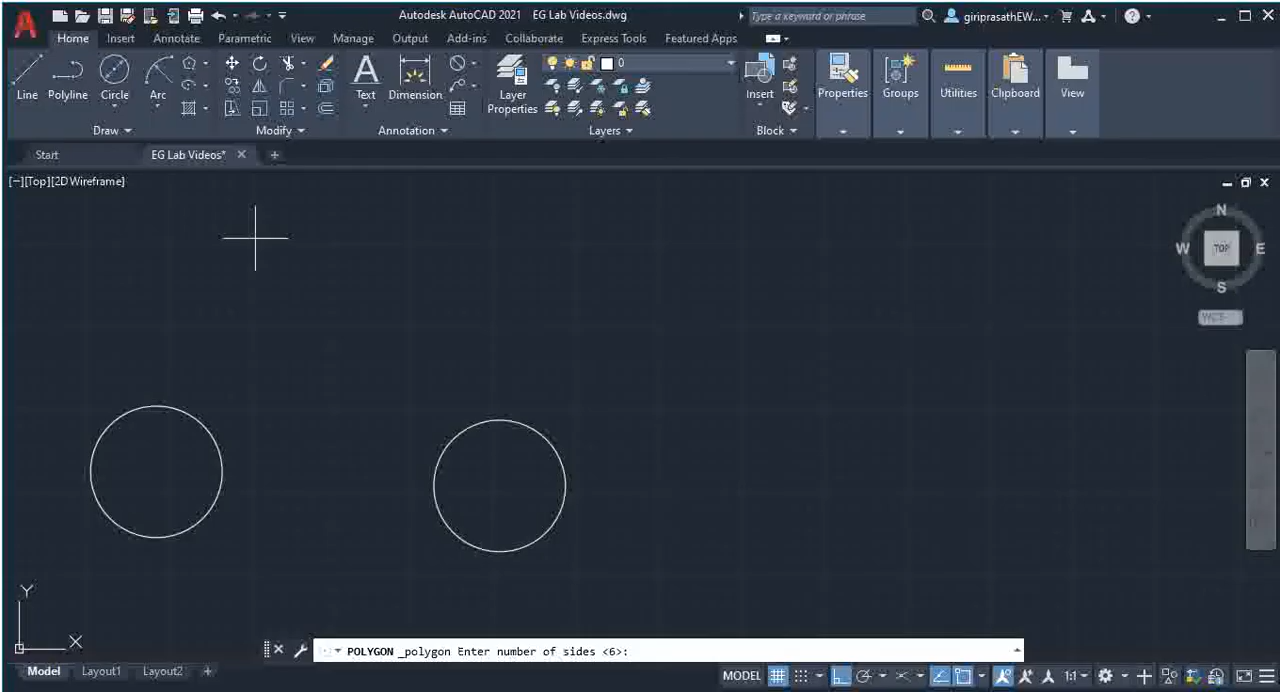 Autodesk AutoCAD 2021 EG Lab Videos.dwg Type a keyword or phrase giriprasathEW...
Home Insert Annotate Parametric View Manage Output Add-ins Collaborate Express Tools Featured Apps
Line Polyline Circle Arc Text Dimension Layer Properties 0 Insert Properties Groups Utilities Clipboard View
Draw Modify Annotation Layers Block
Start EG Lab Videos*
[−][Top][2D Wireframe]
N
W TOP E
S
Y
X
POLYGON _polygon Enter number of sides <6>:
Model Layout1 Layout2 MODEL 1:1